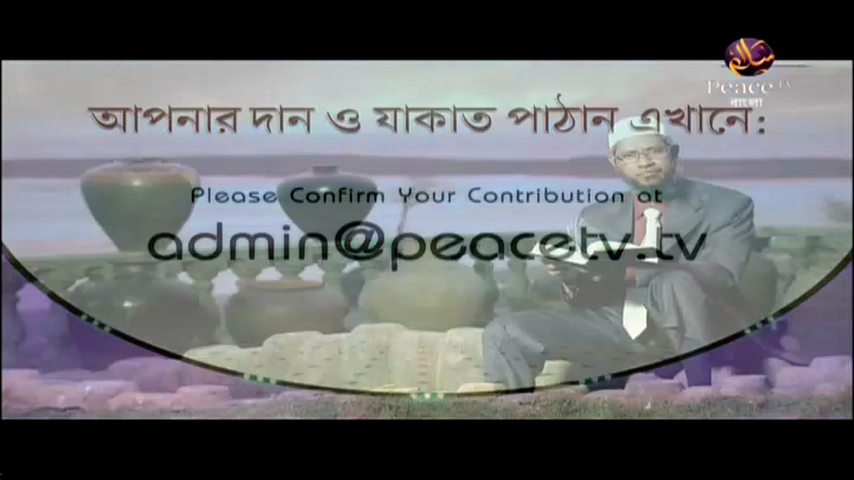 Peace TV
বাংলা
আপনার দান ও যাকাত পাঠান এখানে:
Please Confirm Your Contribution at
admin@peacetv.tv